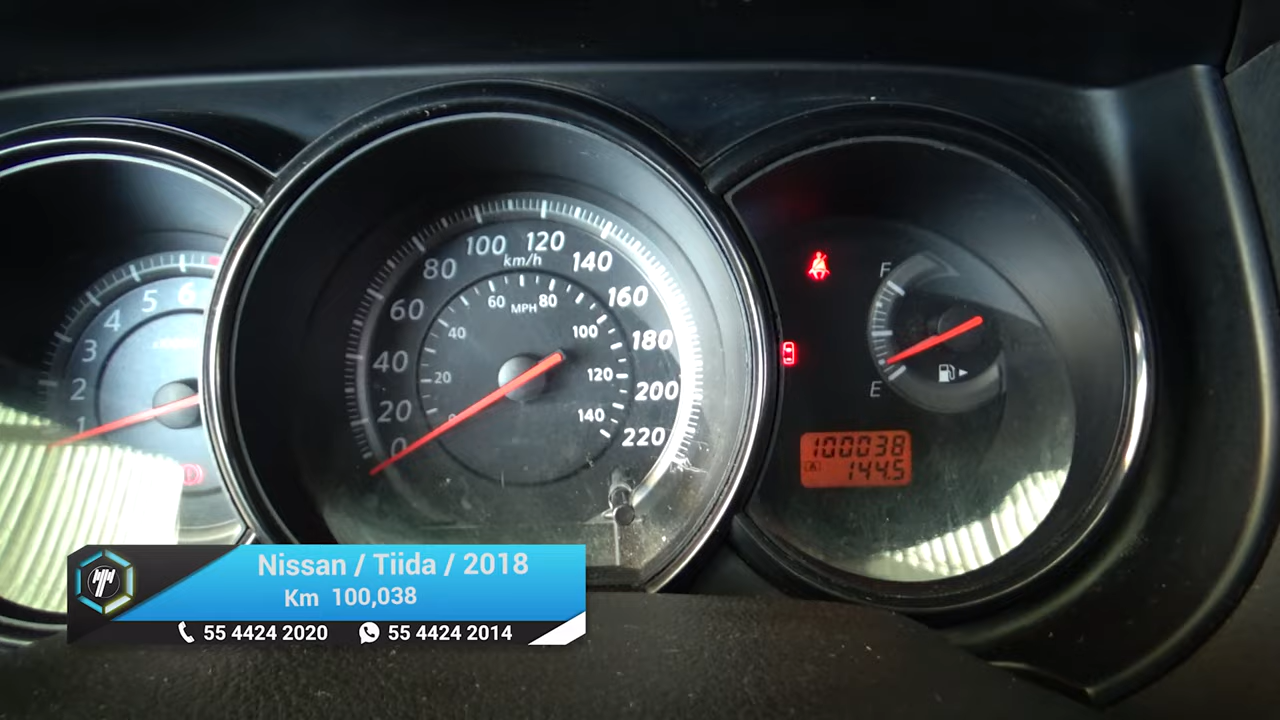 1 2 3 4 5 6
0 20 40 60 80 100 120 140 160 180 200 220
km/h
0 20 40 60 80 100 120 140
MPH
F
E
100038
A 144.5
Nissan / Tiida / 2018
Km 100,038
55 4424 2020 55 4424 2014